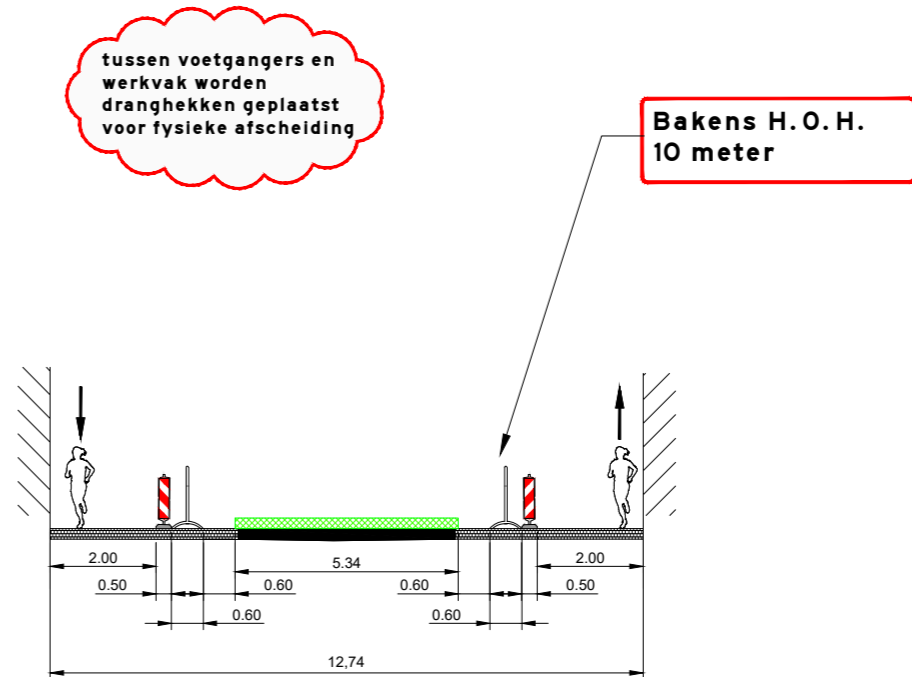 tussen voetgangers en
werkvak worden
dranghekken geplaatst
voor fysieke afscheiding
Bakens H.O.H.
10 meter
2.00
5.34
2.00
0.50
0.60
0.60
0.50
0.60
0.60
12,74